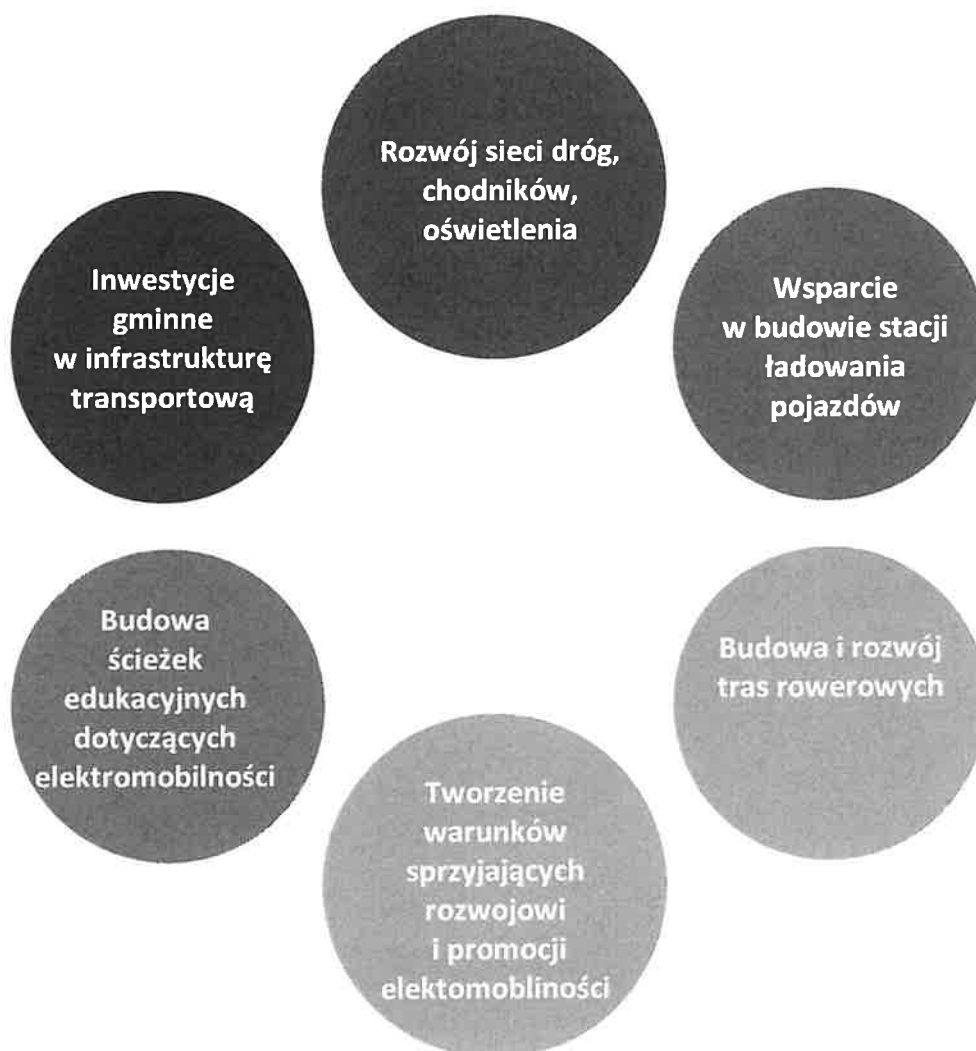 Rozwój sieci dróg,
chodników,
oświetlenia
Wsparcie
w budowie stacji
ładowania
pojazdów
Budowa i rozwój
tras rowerowych
Tworzenie
warunków
sprzyjających
rozwojowi
i promocji
elektomobliności
Budowa
ścieżek
edukacyjnych
dotyczących
elektromobilności
Inwestycje
gminne
w infrastrukturę
transportową